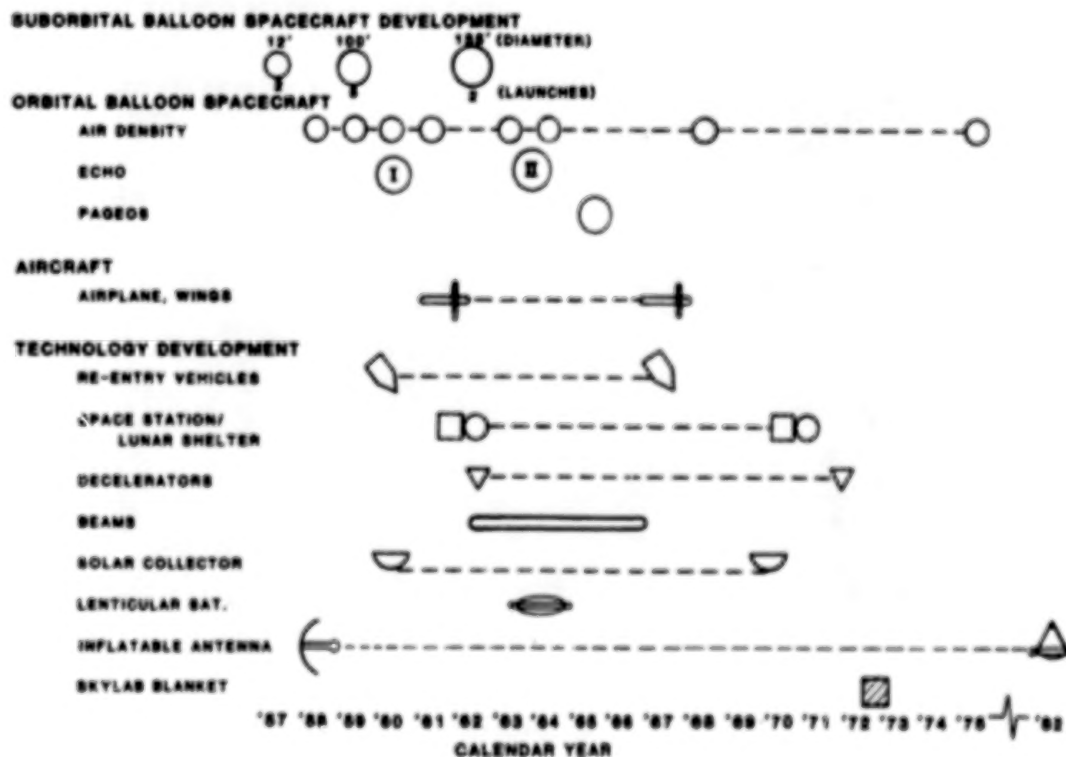 SUBORBITAL BALLOON SPACECRAFT DEVELOPMENT
12' 100' (DIAMETER)
2 (LAUNCHES)
ORBITAL BALLOON SPACECRAFT
AIR DENSITY
ECHO I II
PAGEOS
AIRCRAFT
AIRPLANE, WINGS
TECHNOLOGY DEVELOPMENT
RE-ENTRY VEHICLES
SPACE STATION/
LUNAR SHELTER
DECELERATORS
BEAMS
SOLAR COLLECTOR
LENTICULAR SAT.
INFLATABLE ANTENNA
SKYLAB BLANKET
'57 '58 '59 '60 '61 '62 '63 '64 '65 '66 '67 '68 '69 '70 '71 '72 '73 '74 '75 '82
CALENDAR YEAR